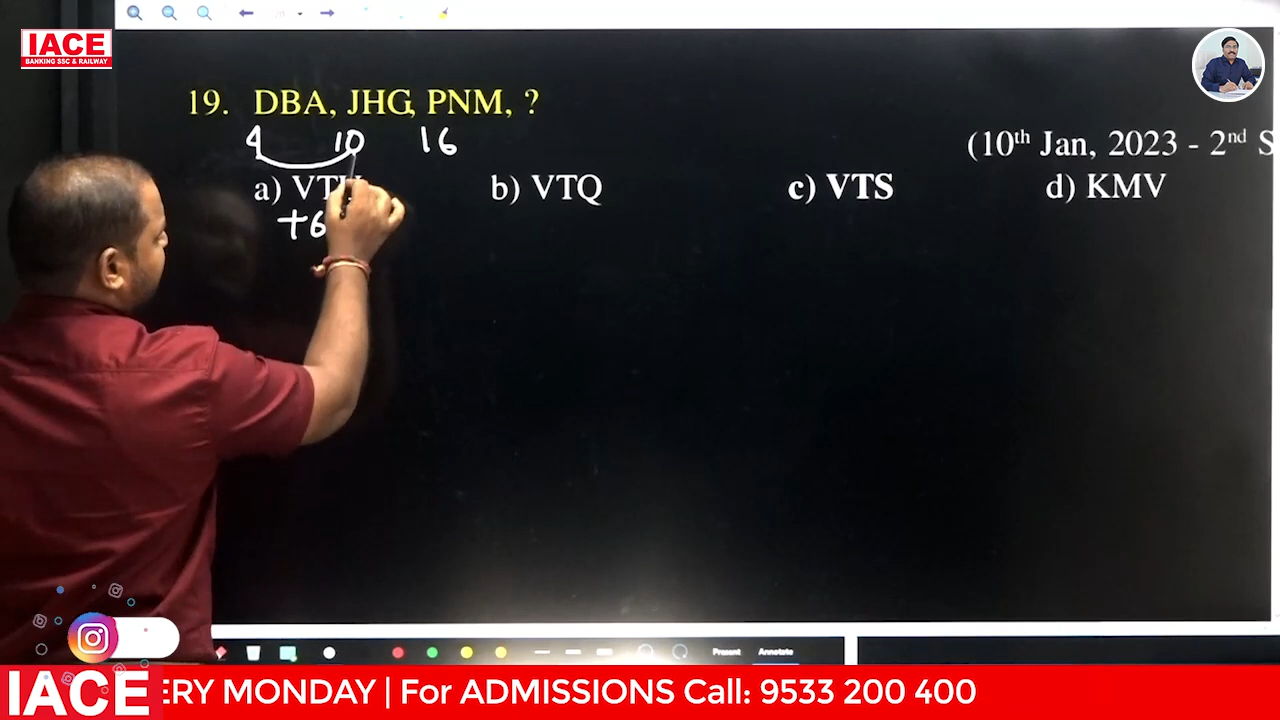 IACE
BANKING SSC & RAILWAY
19. DBA, JHG, PNM, ?
4 10 16
(10th Jan, 2023 - 2nd S
a) b) VTQ c) VTS d) KMV
+6
Present Annotate
IACE ERY MONDAY | For ADMISSIONS Call: 9533 200 400